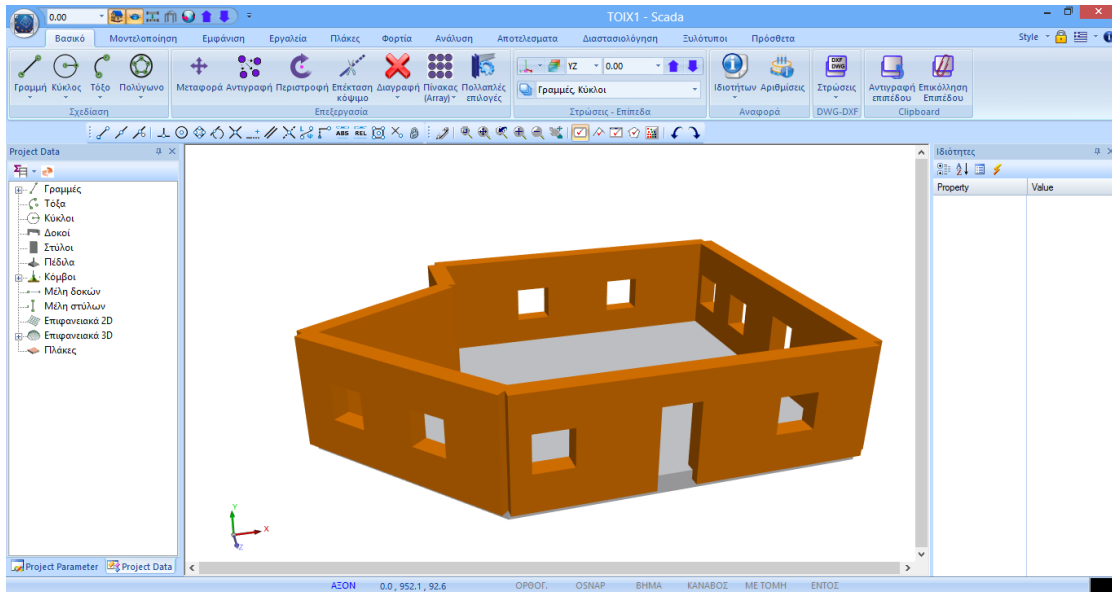 0.00
TOIX1 - Scada
Βασικό Μοντελοποίηση Εμφάνιση Εργαλεία Πλάκες Φορτία Ανάλυση Αποτελεσματα Διαστασιολόγηση Ξυλότυποι Πρόσθετα Style
Γραμμή Κύκλος Τόξο Πολύγωνο Μεταφορά Αντιγραφή Περιστροφή Επέκταση κόψιμο Διαγραφή Πίνακας (Array) Πολλαπλές επιλογές
YZ 0.00
Γραμμές, Κύκλοι
Ιδιοτήτων Αριθμίσεις Στρώσεις Αντιγραφή επιπέδου Επικόλληση Επιπέδου
Σχεδίαση Επεξεργασία Στρώσεις - Επίπεδα Αναφορά DWG-DXF Clipboard
ABS REL
Project Data
Γραμμές
Τόξα
Κύκλοι
Δοκοί
Στύλοι
Πέδιλα
Κόμβοι
Μέλη δοκών
Μέλη στύλων
Επιφανειακά 2D
Επιφανειακά 3D
Πλάκες
Project Parameter Project Data
Y
X
Z
Ιδιότητες
Property Value
ΑΞΟΝ 0.0 , 952.1 , 92.6 ΟΡΘΟΓ. OSNAP ΒΗΜΑ ΚΑΝΑΒΟΣ ΜΕ ΤΟΜΗ ΕΝΤΟΣ